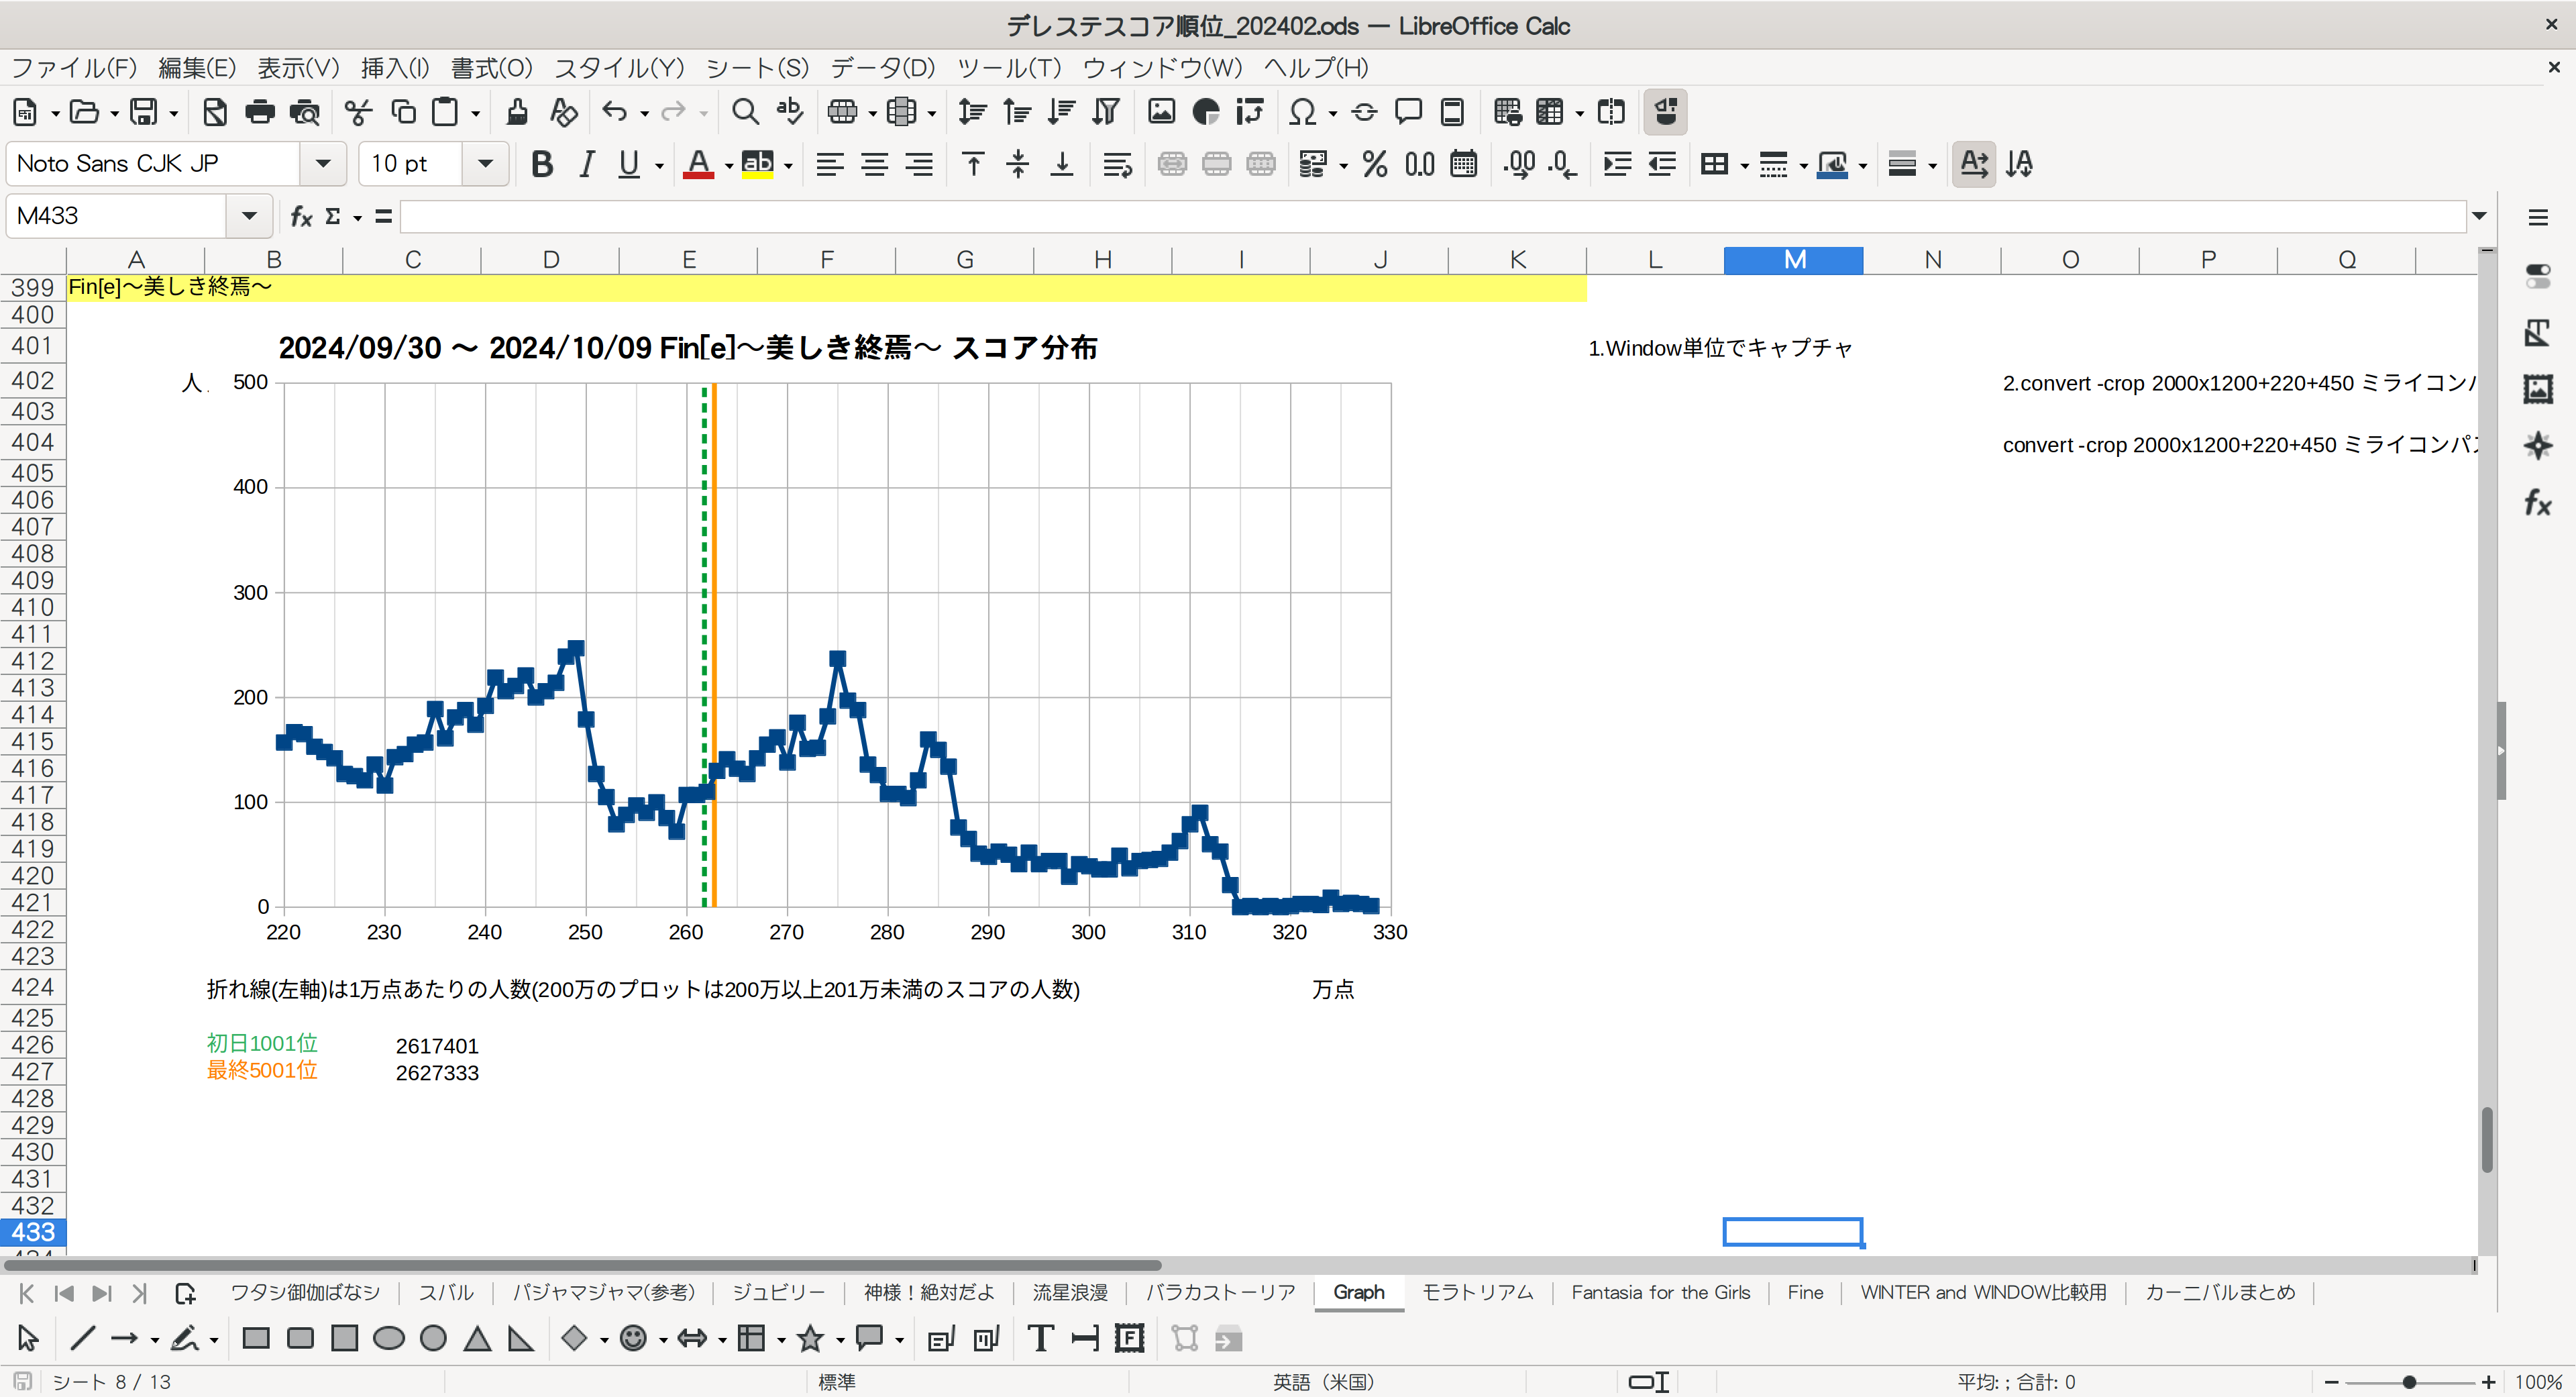 デレステスコア順位_202402.ods — LibreOffice Calc
ファイル(F) 編集(E) 表示(V) 挿入(I) 書式(O) スタイル(Y) シート(S) データ(D) ツール(T) ウィンドウ(W) ヘルプ(H)
Noto Sans CJK JP 10 pt
M433
A B C D E F G H I J K L M N O P Q
399 Fin[e]～美しき終焉～
400
401 2024/09/30 ～ 2024/10/09 Fin[e]～美しき終焉～ スコア分布 1.Window単位でキャプチャ
402 人 500 2.convert -crop 2000x1200+220+450 ミライコン
403
404 convert -crop 2000x1200+220+450 ミライコンパ
405
406 400
407
408
409
410 300
411
412
413
414 200
415
416
417 100
418
419
420
421 0
422
423 220 230 240 250 260 270 280 290 300 310 320 330
424 折れ線(左軸)は1万点あたりの人数(200万のプロットは200万以上201万未満のスコアの人数) 万点
425
426 初日1001位 2617401
427 最終5001位 2627333
428
429
430
431
432
433
ワタシ御伽ばなシ スバル パジャマジャマ(参考) ジュビリー 神様！絶対だよ 流星浪漫 バラカストーリア Graph モラトリアム Fantasia for the Girls Fine WINTER and WINDOW比較用 カーニバルまとめ
シート 8 / 13 標準 英語（米国） 平均: ; 合計: 0 100%